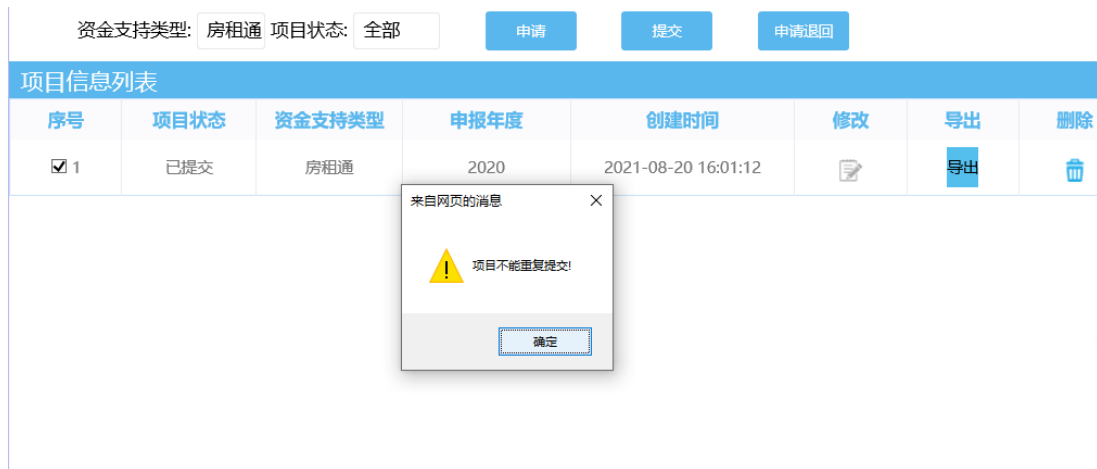 资金支持类型: 房租通 项目状态: 全部 申请 提交 申请退回
项目信息列表
序号 项目状态 资金支持类型 申报年度 创建时间 修改 导出 删除
1 已提交 房租通 2020 2021-08-20 16:01:12 导出
来自网页的消息
项目不能重复提交!
确定